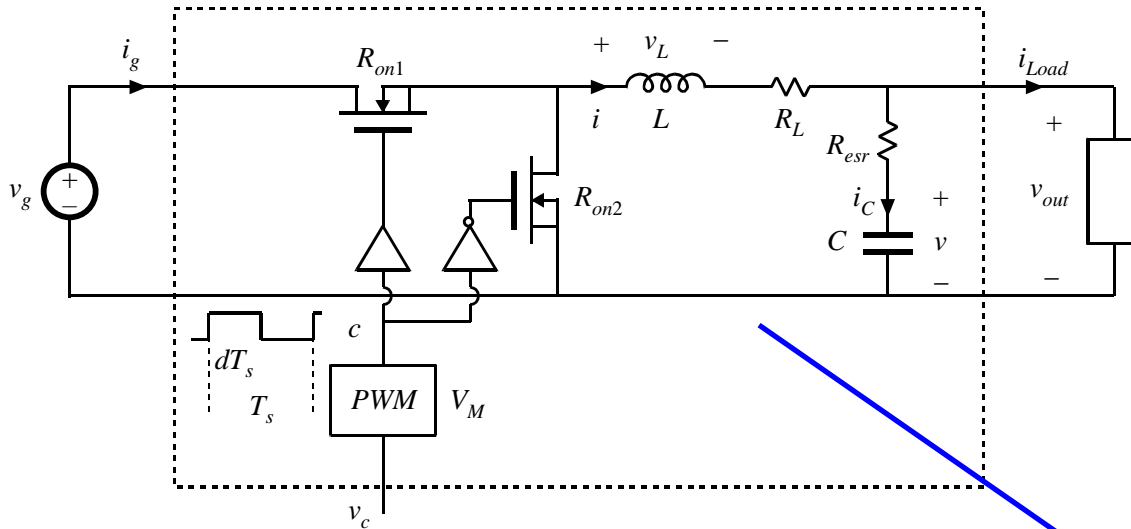 i_g
R_on1
+ v_L −
i_Load
i
L
R_L
R_esr
+
v_g
+
−
R_on2
i_C
+
v_out
C
v
−
−
c
dT_s
T_s
PWM
V_M
v_c